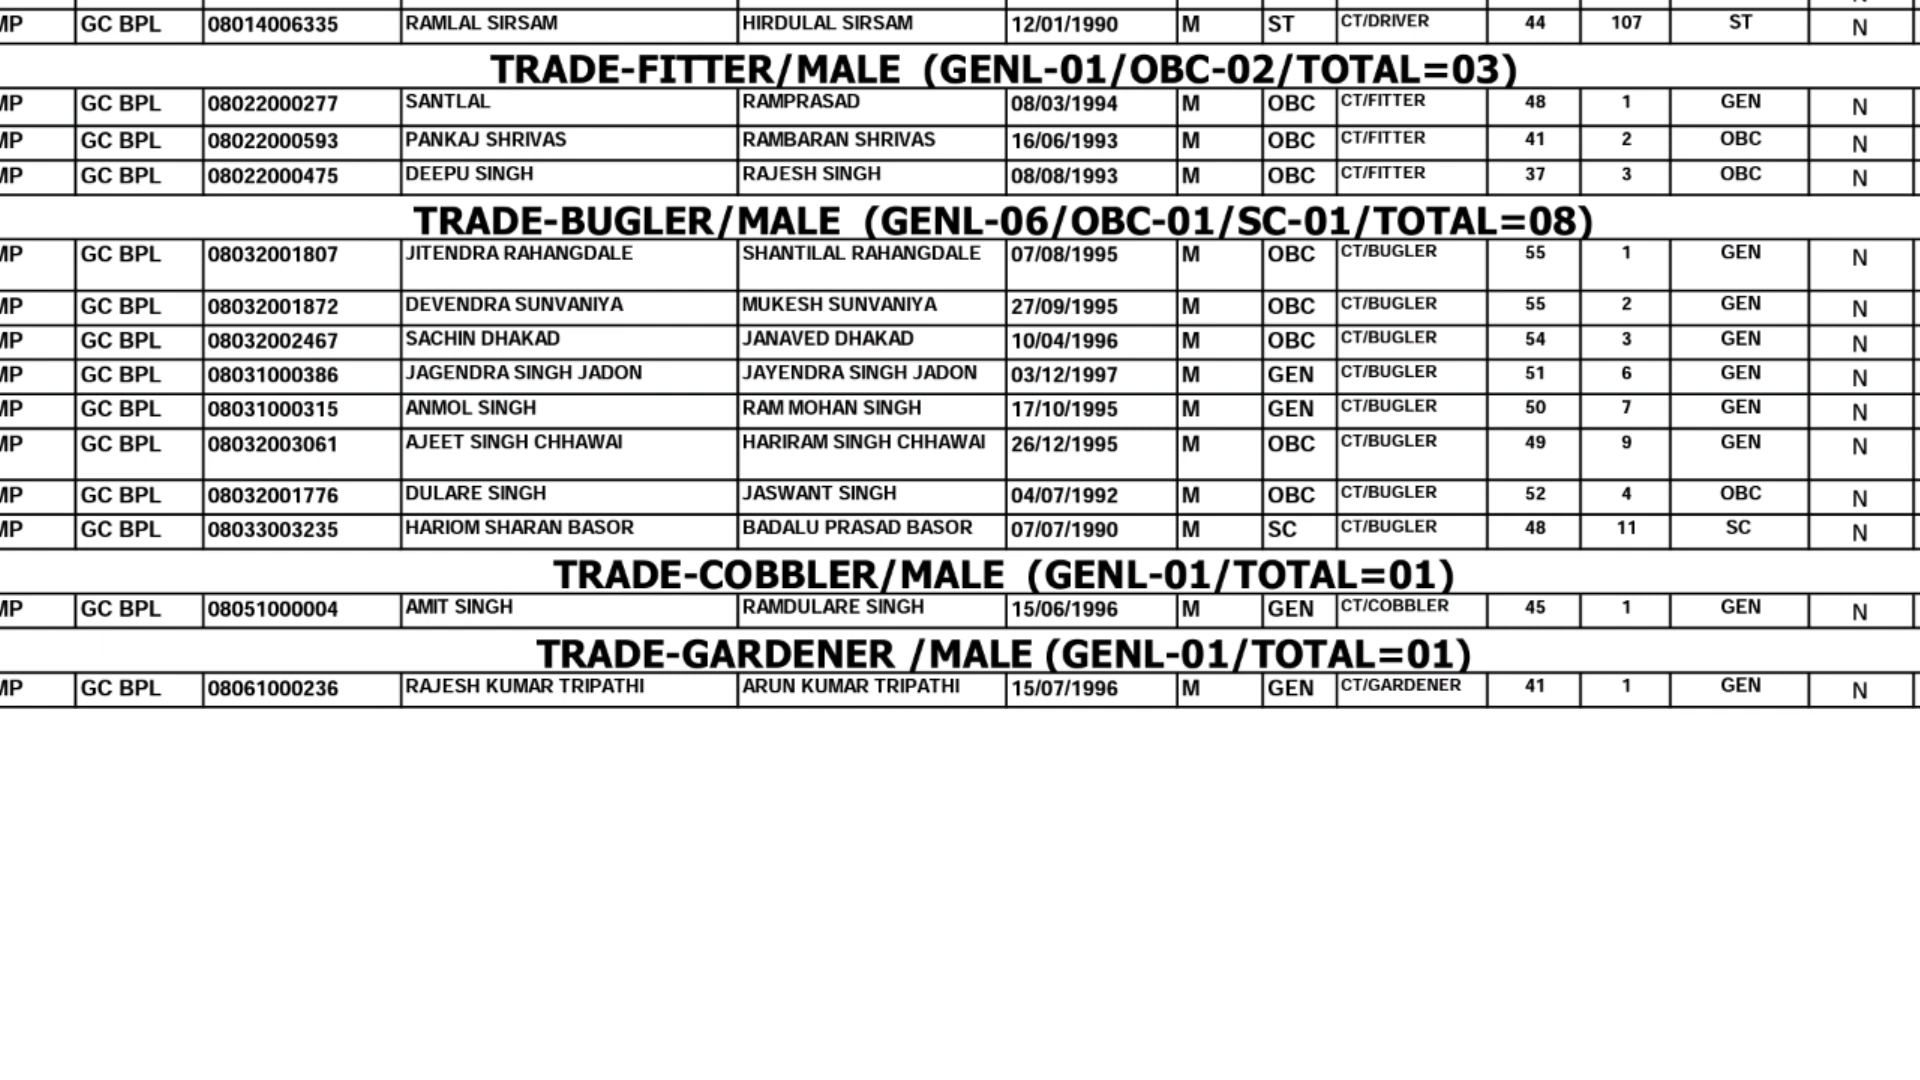 MP GC BPL 08014006335 RAMLAL SIRSAM HIRDULAL SIRSAM 12/01/1990 M ST CT/DRIVER 44 107 ST N
TRADE-FITTER/MALE (GENL-01/OBC-02/TOTAL=03)
MP GC BPL 08022000277 SANTLAL RAMPRASAD 08/03/1994 M OBC CT/FITTER 48 1 GEN N
MP GC BPL 08022000593 PANKAJ SHRIVAS RAMBARAN SHRIVAS 16/06/1993 M OBC CT/FITTER 41 2 OBC N
MP GC BPL 08022000475 DEEPU SINGH RAJESH SINGH 08/08/1993 M OBC CT/FITTER 37 3 OBC N
TRADE-BUGLER/MALE (GENL-06/OBC-01/SC-01/TOTAL=08)
MP GC BPL 08032001807 JITENDRA RAHANGDALE SHANTILAL RAHANGDALE 07/08/1995 M OBC CT/BUGLER 55 1 GEN N
MP GC BPL 08032001872 DEVENDRA SUNVANIYA MUKESH SUNVANIYA 27/09/1995 M OBC CT/BUGLER 55 2 GEN N
MP GC BPL 08032002467 SACHIN DHAKAD JANAVED DHAKAD 10/04/1996 M OBC CT/BUGLER 54 3 GEN N
MP GC BPL 08031000386 JAGENDRA SINGH JADON JAYENDRA SINGH JADON 03/12/1997 M GEN CT/BUGLER 51 6 GEN N
MP GC BPL 08031000315 ANMOL SINGH RAM MOHAN SINGH 17/10/1995 M GEN CT/BUGLER 50 7 GEN N
MP GC BPL 08032003061 AJEET SINGH CHHAWAI HARIRAM SINGH CHHAWAI 26/12/1995 M OBC CT/BUGLER 49 9 GEN N
MP GC BPL 08032001776 DULARE SINGH JASWANT SINGH 04/07/1992 M OBC CT/BUGLER 52 4 OBC N
MP GC BPL 08033003235 HARIOM SHARAN BASOR BADALU PRASAD BASOR 07/07/1990 M SC CT/BUGLER 48 11 SC N
TRADE-COBBLER/MALE (GENL-01/TOTAL=01)
MP GC BPL 08051000004 AMIT SINGH RAMDULARE SINGH 15/06/1996 M GEN CT/COBBLER 45 1 GEN N
TRADE-GARDENER /MALE (GENL-01/TOTAL=01)
MP GC BPL 08061000236 RAJESH KUMAR TRIPATHI ARUN KUMAR TRIPATHI 15/07/1996 M GEN CT/GARDENER 41 1 GEN N